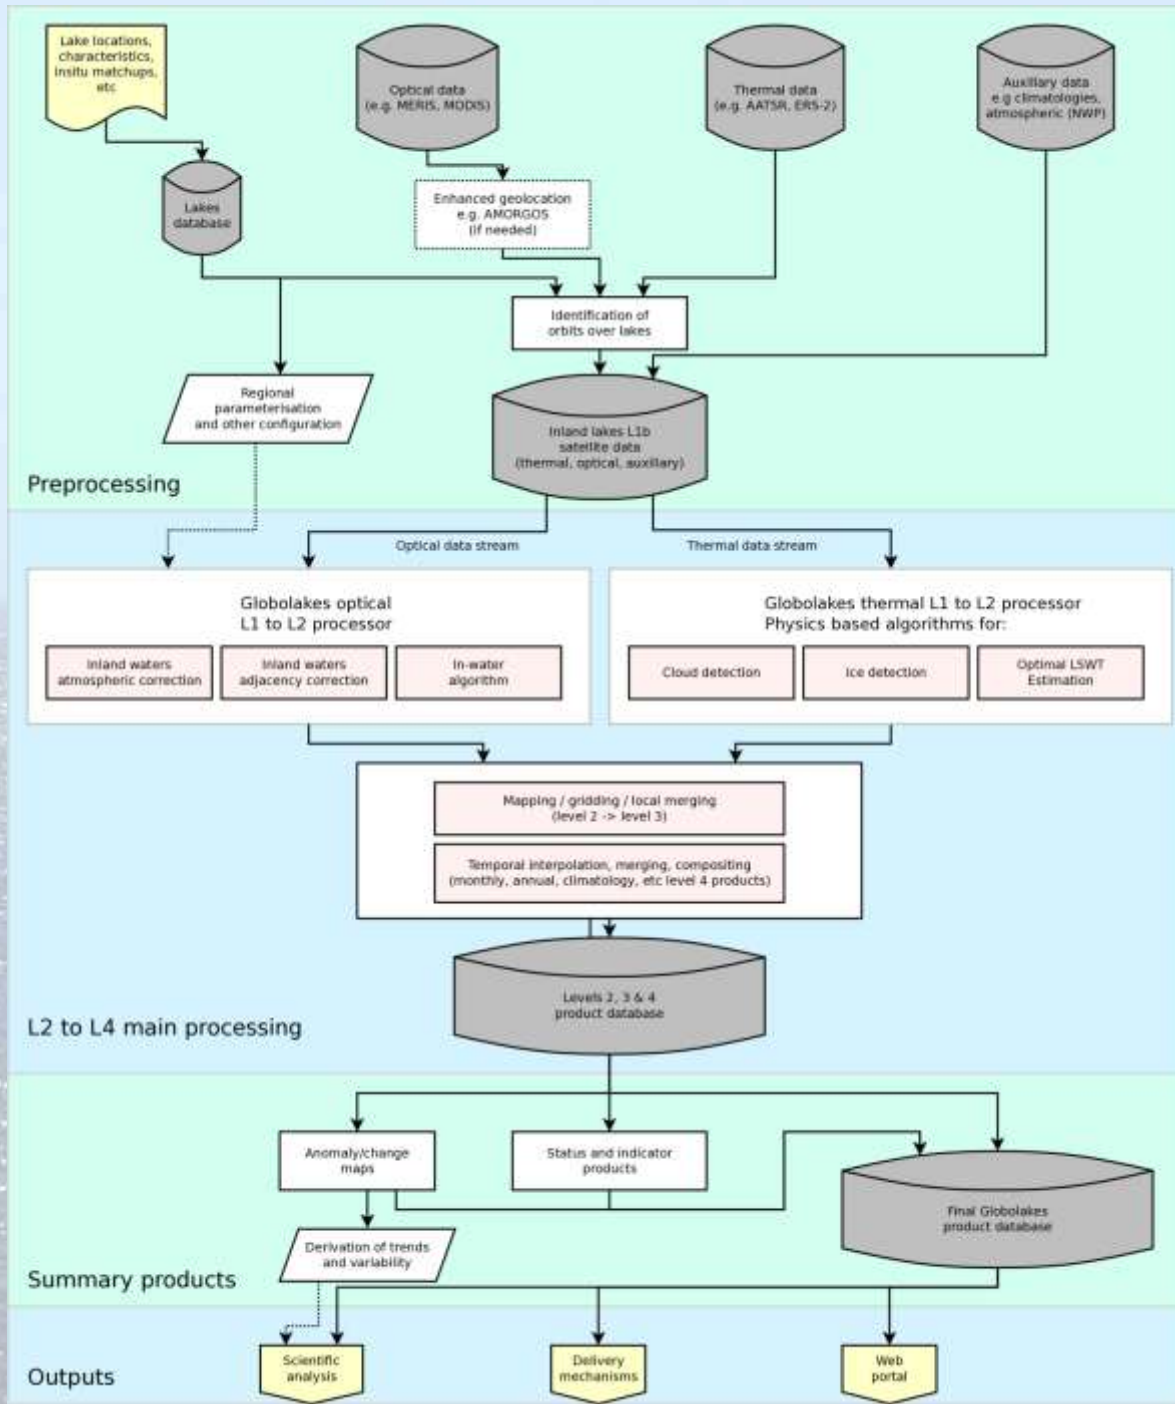 Lake locations,
characteristics,
insitu matchups,
etc
Optical data
(e.g. MERIS, MODIS)
Thermal data
(e.g. AATSR, ERS-2)
Auxillary data
e.g climatologies,
atmospheric (NWP)
Lakes
database
Enhanced geolocation
e.g. AMORGOS
(if needed)
Identification of
orbits over lakes
Regional
parameterisation
and other configuration
Inland lakes L1b
satellite data
(thermal, optical, auxillary)
Preprocessing
Optical data stream
Thermal data stream
Globolakes optical
L1 to L2 processor
Inland waters
atmospheric correction
Inland waters
adjacency correction
In-water
algorithm
Globolakes thermal L1 to L2 processor
Physics based algorithms for:
Cloud detection
Ice detection
Optimal LSWT
Estimation
Mapping / gridding / local merging
(level 2 -> level 3)
Temporal interpolation, merging, compositing
(monthly, annual, climatology, etc level 4 products)
Levels 2, 3 & 4
product database
L2 to L4 main processing
Anomaly/change
maps
Status and indicator
products
Final Globolakes
product database
Derivation of trends
and variability
Summary products
Scientific
analysis
Delivery
mechanisms
Web
portal
Outputs